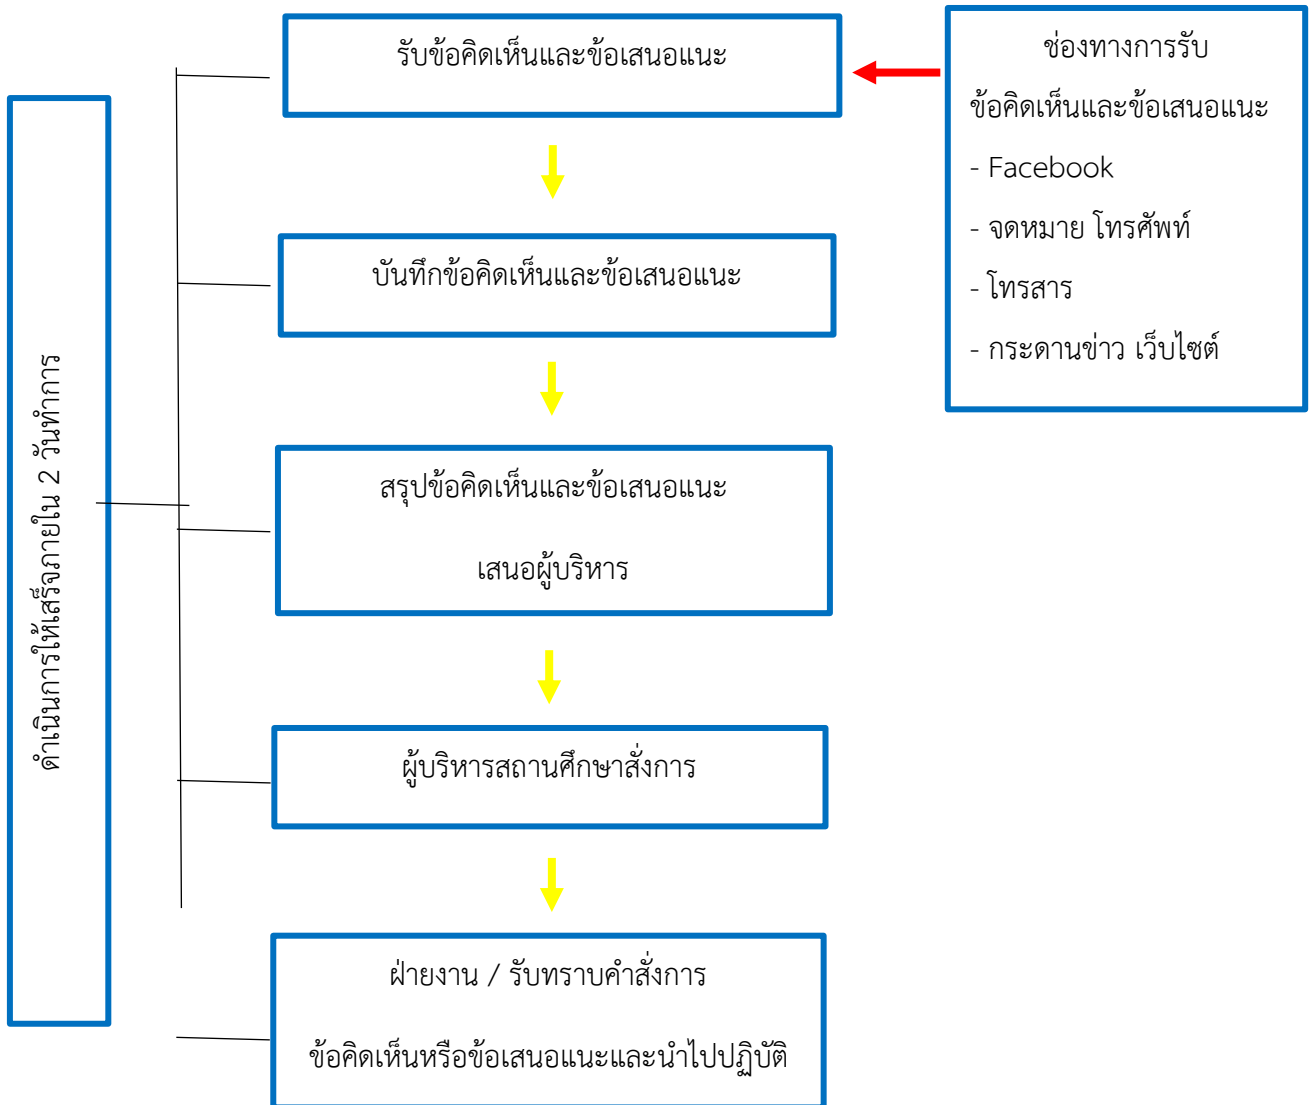 รับข้อคิดเห็นและข้อเสนอแนะ
ช่องทางการรับ
ข้อคิดเห็นและข้อเสนอแนะ
- Facebook
- จดหมาย โทรศัพท์
- โทรสาร
- กระดานข่าว เว็บไซต์
บันทึกข้อคิดเห็นและข้อเสนอแนะ
สรุปข้อคิดเห็นและข้อเสนอแนะ
เสนอผู้บริหาร
ผู้บริหารสถานศึกษาสั่งการ
ฝ่ายงาน / รับทราบคำสั่งการ
ข้อคิดเห็นหรือข้อเสนอแนะและนำไปปฏิบัติ
ดำเนินการให้เสร็จภายใน 2 วันทำการ